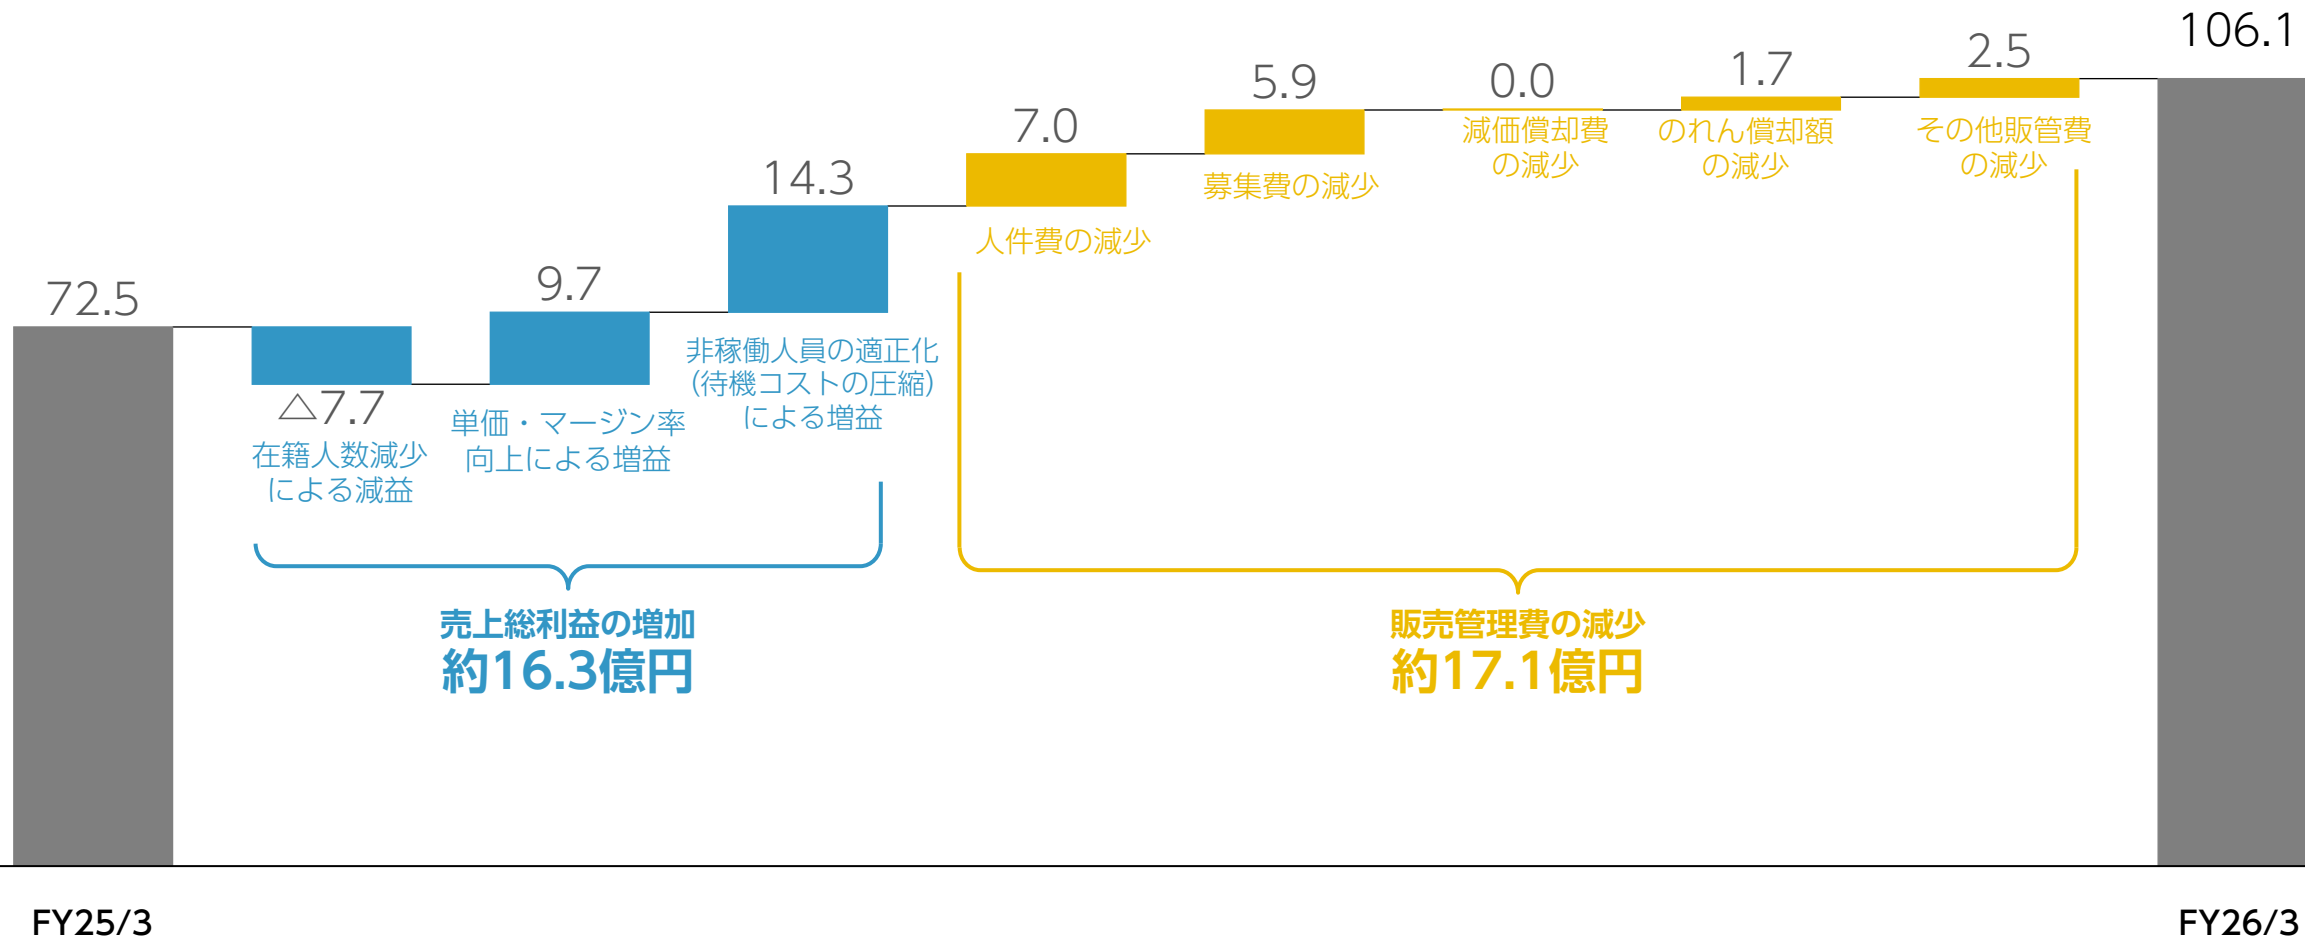 72.5
△7.7
在籍人数減少
による減益
9.7
単価・マージン率
向上による増益
14.3
非稼働人員の適正化
(待機コストの圧縮)
による増益
7.0
人件費の減少
5.9
募集費の減少
0.0
減価償却費
の減少
1.7
のれん償却額
の減少
2.5
その他販管費
の減少
106.1
売上総利益の増加
約16.3億円
販売管理費の減少
約17.1億円
FY25/3
FY26/3